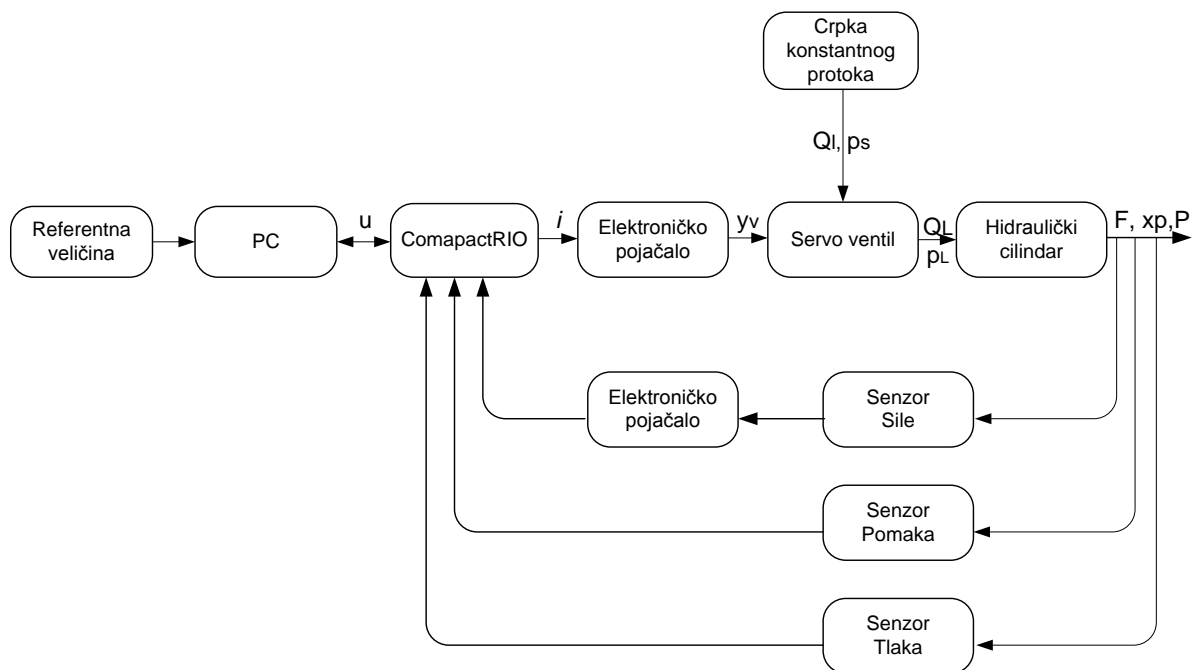 Crpka
konstantnog
protoka
Ql, ps
Referentna
veličina
PC
u
ComapactRIO
i
Elektroničko
pojačalo
yv
Servo ventil
QL
pL
Hidraulički
cilindar
F, xp,P
Elektroničko
pojačalo
Senzor
Sile
Senzor
Pomaka
Senzor
Tlaka